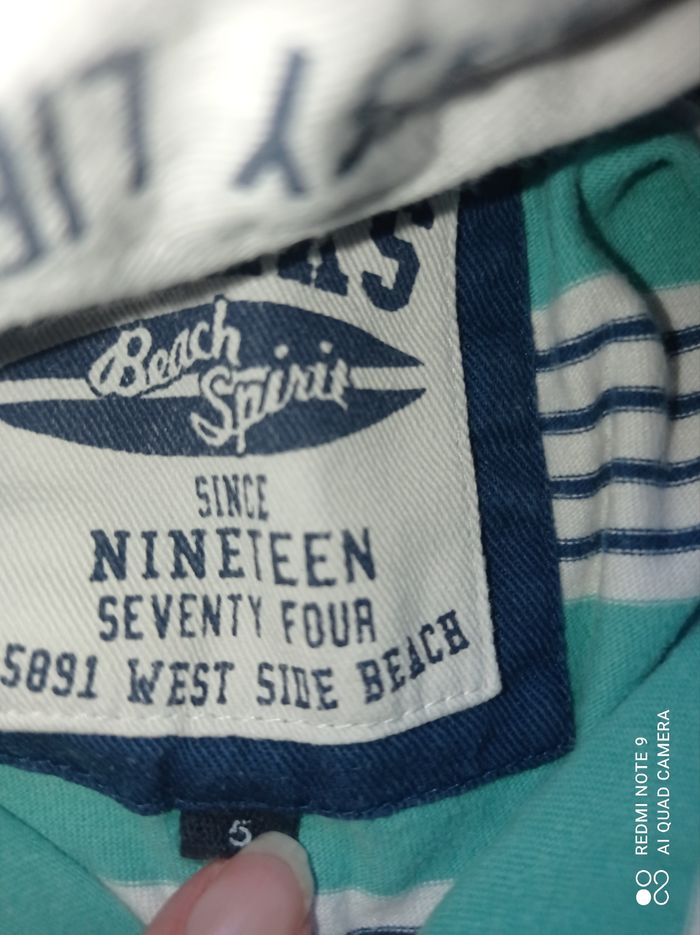 Beach
Spirit
SINCE
NINETEEN
SEVENTY FOUR
5891 WEST SIDE BEACH
5
REDMI NOTE 9
AI QUAD CAMERA